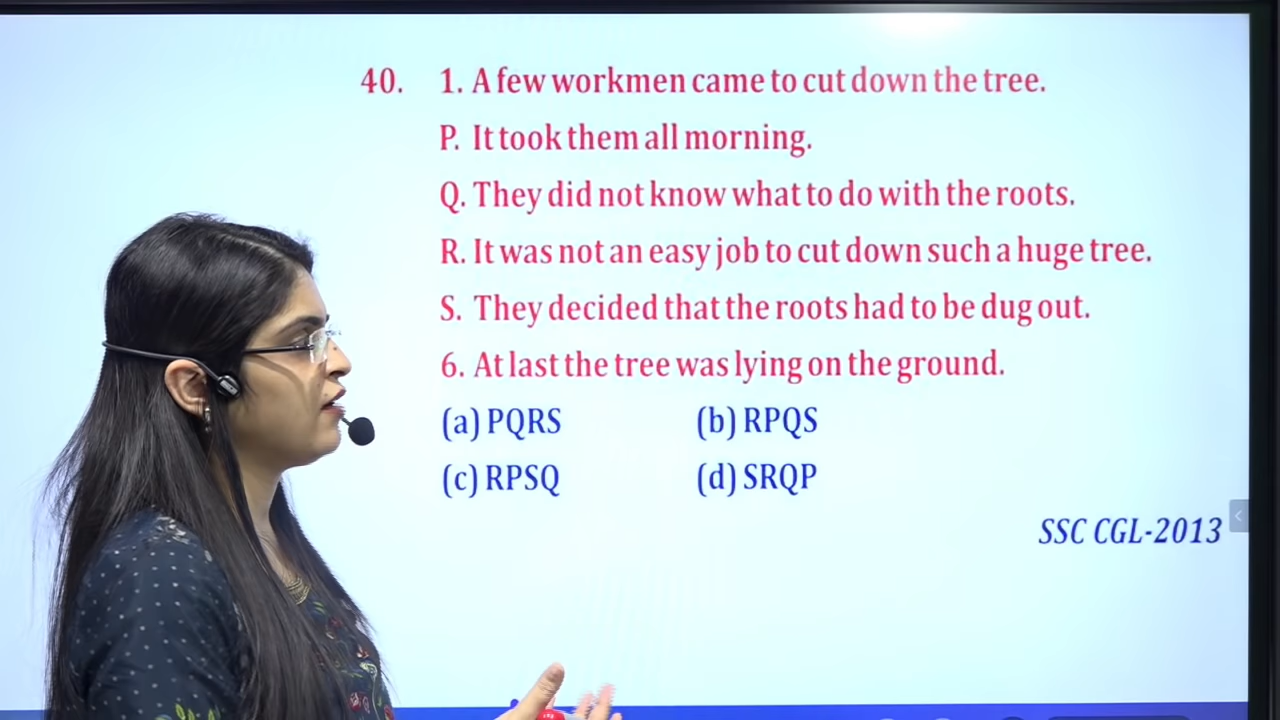 40. 1. A few workmen came to cut down the tree.
P. It took them all morning.
Q. They did not know what to do with the roots.
R. It was not an easy job to cut down such a huge tree.
S. They decided that the roots had to be dug out.
6. At last the tree was lying on the ground.
(a) PQRS (b) RPQS
(c) RPSQ (d) SRQP
SSC CGL-2013